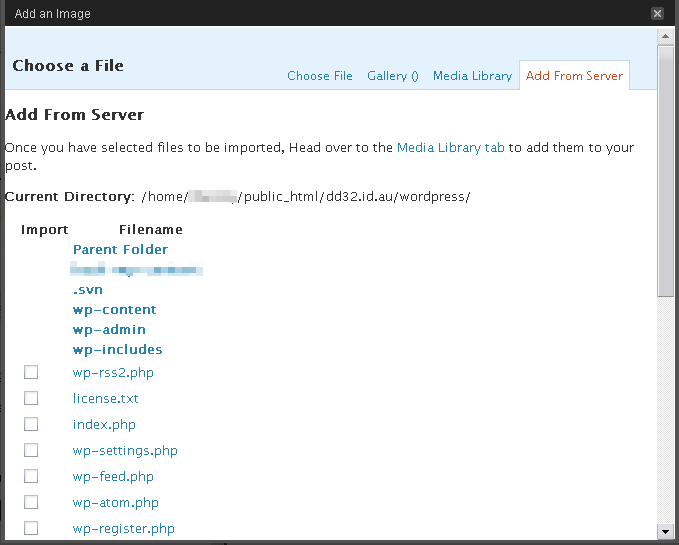 Add an Image
Choose a File
Choose File Gallery () Media Library Add From Server
Add From Server
Once you have selected files to be imported, Head over to the Media Library tab to add them to your
post.
Current Directory: /home/ /public_html/dd32.id.au/wordpress/
Import Filename
Parent Folder
.svn
wp-content
wp-admin
wp-includes
wp-rss2.php
license.txt
index.php
wp-settings.php
wp-feed.php
wp-atom.php
wp-register.php